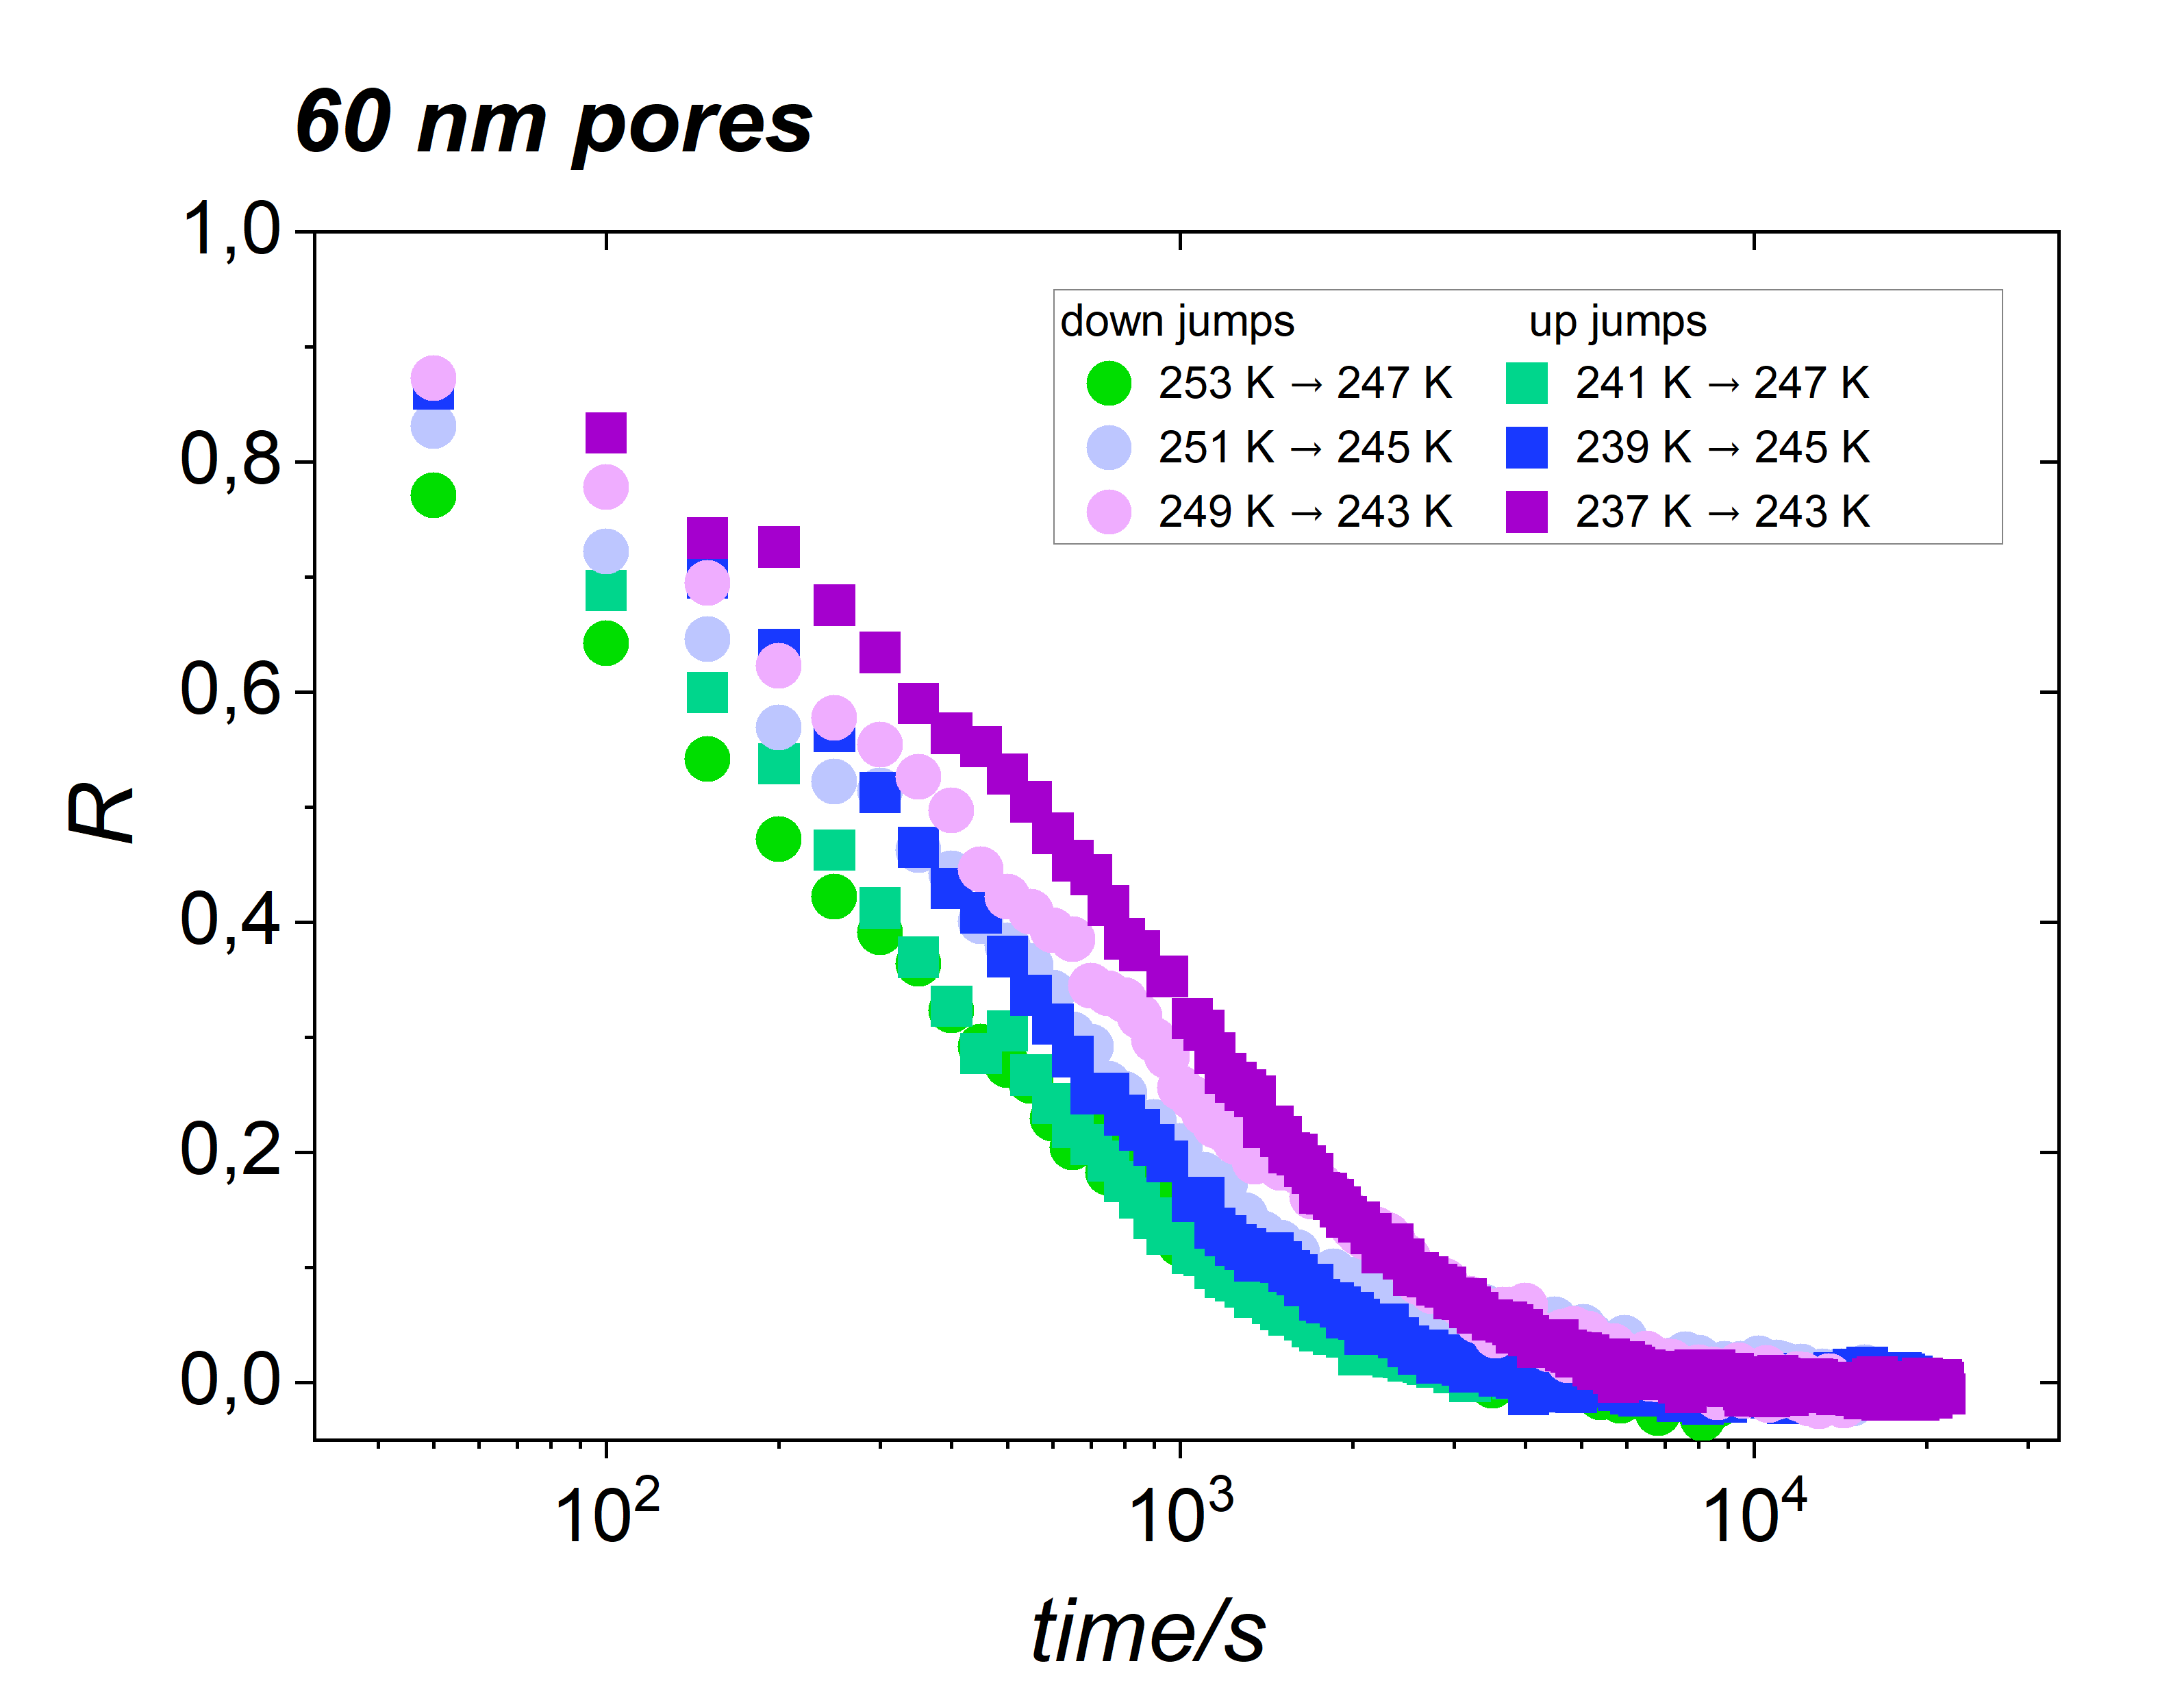 60 nm pores
1,0
0,8
0,6
0,4
0,2
0,0
R
down jumps up jumps
253 K → 247 K 241 K → 247 K
251 K → 245 K 239 K → 245 K
249 K → 243 K 237 K → 243 K
10² 10³ 10⁴
time/s